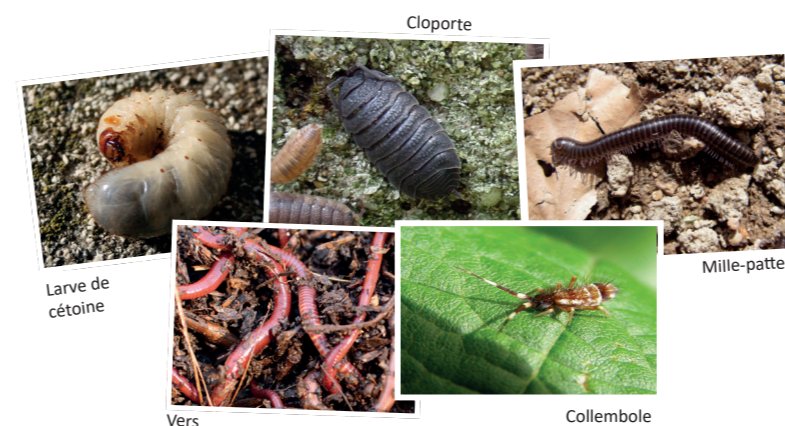 Cloporte
Larve de
cétoine
Mille-patte
Vers
Collembole